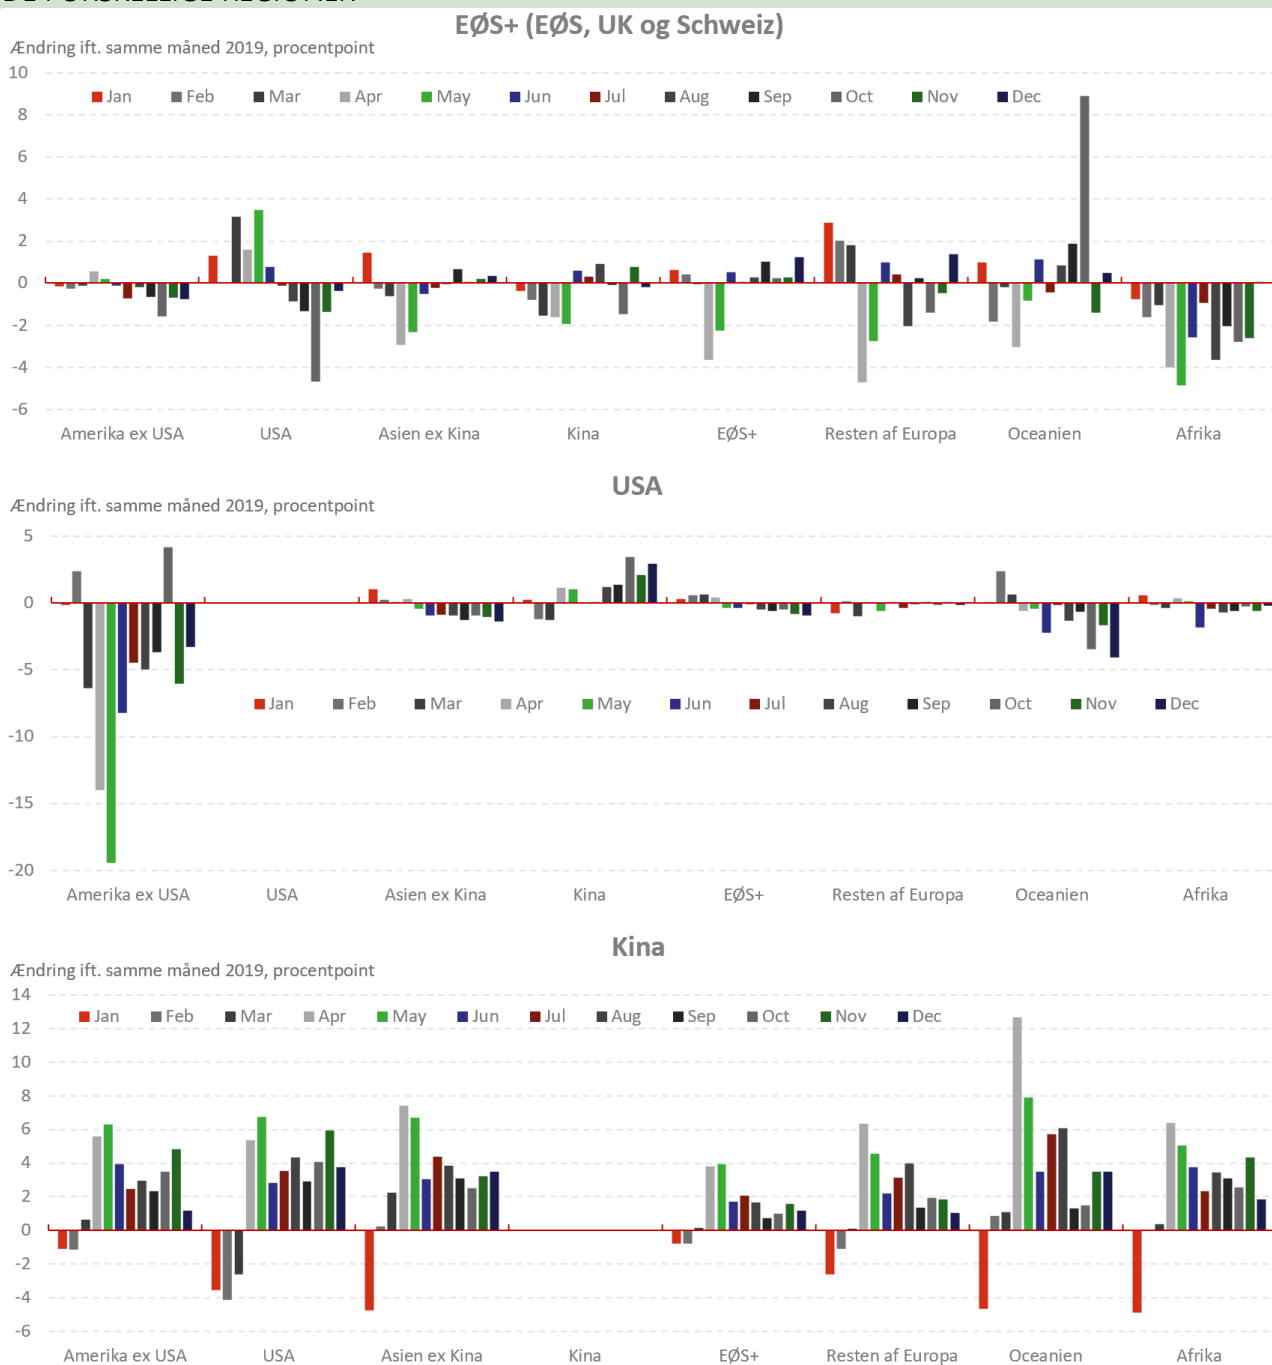 DE FORSKELLIGE REGIONER
EØS+ (EØS, UK og Schweiz)
Ændring ift. samme måned 2019, procentpoint
10
Jan Feb Mar Apr May Jun Jul Aug Sep Oct Nov Dec
8
6
4
2
0
-2
-4
-6
Amerika ex USA USA Asien ex Kina Kina EØS+ Resten af Europa Oceanien Afrika
USA
Ændring ift. samme måned 2019, procentpoint
5
0
-5
Jan Feb Mar Apr May Jun Jul Aug Sep Oct Nov Dec
-10
-15
-20
Amerika ex USA USA Asien ex Kina Kina EØS+ Resten af Europa Oceanien Afrika
Kina
Ændring ift. samme måned 2019, procentpoint
14
Jan Feb Mar Apr May Jun Jul Aug Sep Oct Nov Dec
12
10
8
6
4
2
0
-2
-4
-6
Amerika ex USA USA Asien ex Kina Kina EØS+ Resten af Europa Oceanien Afrika